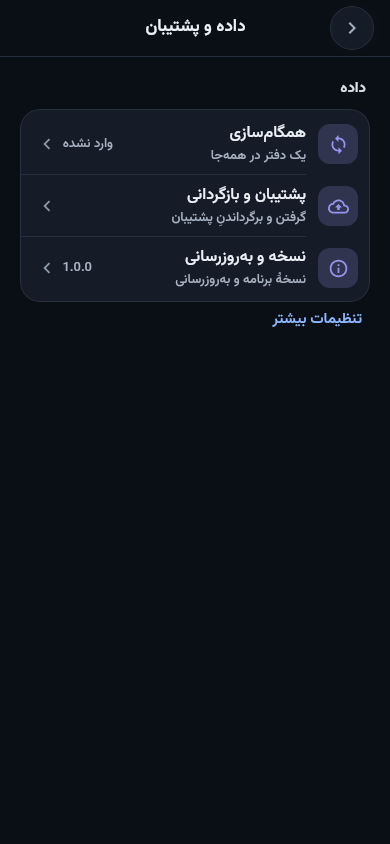 داده و پشتیبان
داده
همگام‌سازی
یک دفتر در همه‌جا
وارد نشده
پشتیبان و بازگردانی
گرفتن و برگرداندنِ پشتیبان
نسخه و به‌روزرسانی
نسخهٔ برنامه و به‌روزرسانی
1.0.0
تنظیمات بیشتر